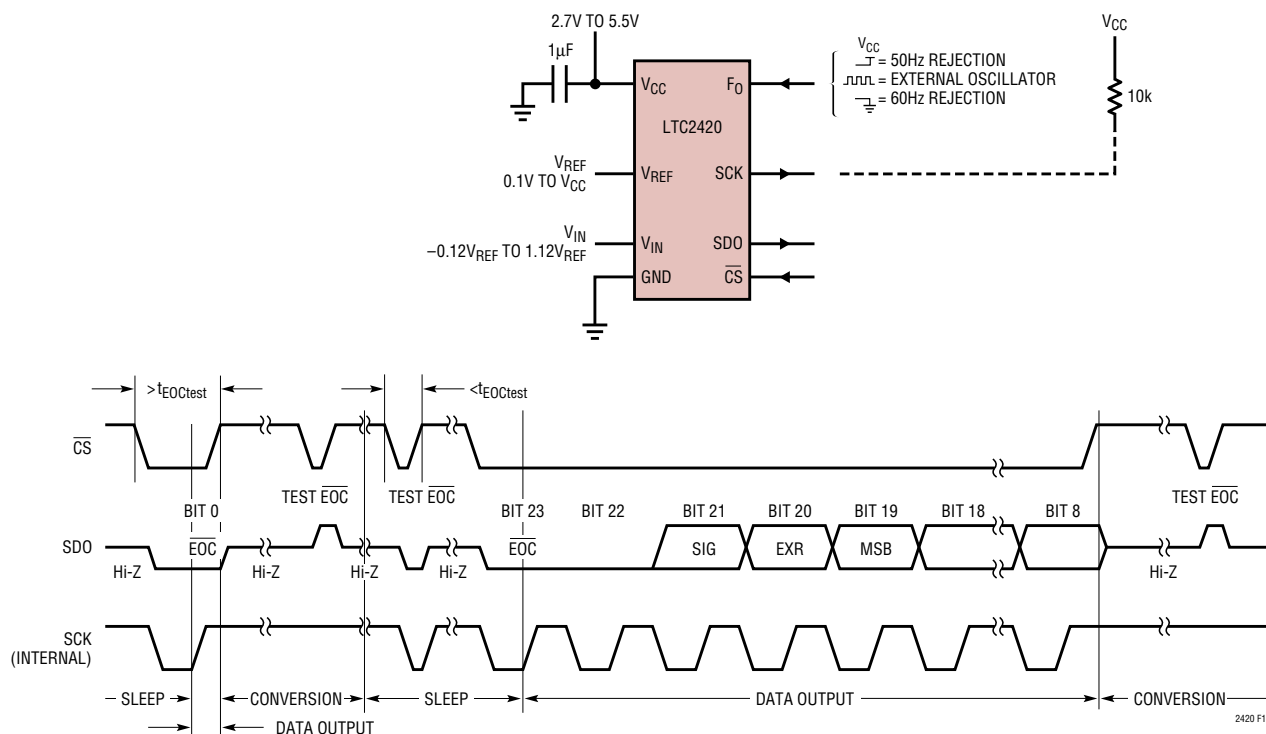 2.7V TO 5.5V
1µF
VCC
LTC2420
FO
VCC
= 50Hz REJECTION
= EXTERNAL OSCILLATOR
= 60Hz REJECTION
VCC
10k
VREF
0.1V TO VCC
VREF
SCK
VIN
–0.12VREF TO 1.12VREF
VIN
SDO
GND
CS
>tEOCtest
<tEOCtest
CS
TEST EOC
TEST EOC
TEST EOC
BIT 0
BIT 23
BIT 22
BIT 21
BIT 20
BIT 19
BIT 18
BIT 8
SDO
EOC
EOC
SIG
EXR
MSB
Hi-Z
Hi-Z
Hi-Z
Hi-Z
Hi-Z
SCK
(INTERNAL)
SLEEP
CONVERSION
SLEEP
DATA OUTPUT
CONVERSION
DATA OUTPUT
2420 F1